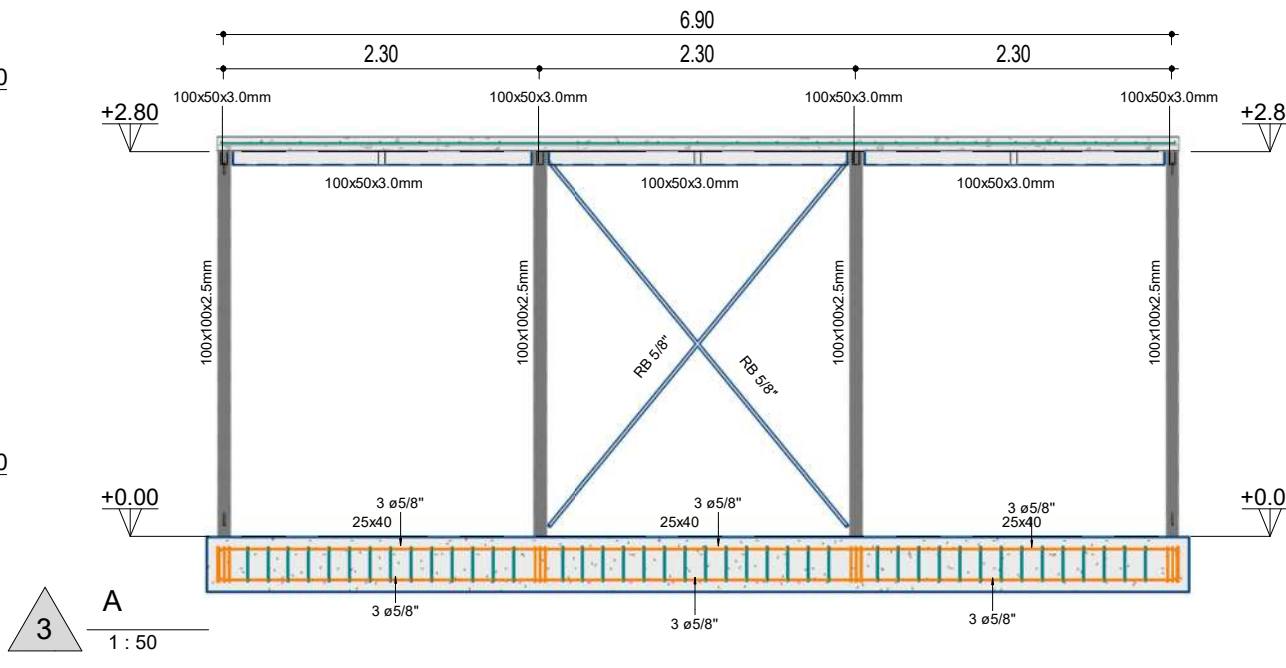 6.90
2.30 2.30 2.30
0
100x50x3.0mm 100x50x3.0mm 100x50x3.0mm 100x50x3.0mm
+2.80 +2.8
100x50x3.0mm 100x50x3.0mm 100x50x3.0mm
100x100x2.5mm 100x100x2.5mm 100x100x2.5mm 100x100x2.5mm
RB 5/8" RB 5/8"
0
+0.00 +0.0
3 ø5/8" 3 ø5/8" 3 ø5/8"
25x40 25x40 25x40
3 ø5/8" 3 ø5/8" 3 ø5/8"
3 A
1 : 50